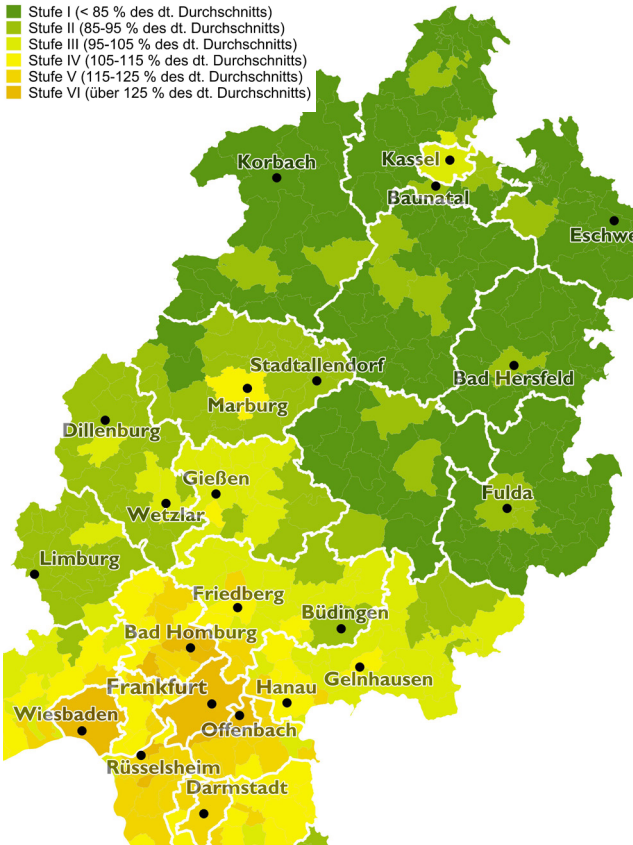 Stufe I (< 85 % des dt. Durchschnitts)
Stufe II (85-95 % des dt. Durchschnitts)
Stufe III (95-105 % des dt. Durchschnitts)
Stufe IV (105-115 % des dt. Durchschnitts)
Stufe V (115-125 % des dt. Durchschnitts)
Stufe VI (über 125 % des dt. Durchschnitts)
Korbach
Kassel
Baunatal
Eschwe
Stadtallendorf
Bad Hersfeld
Marburg
Dillenburg
Gießen
Fulda
Wetzlar
Limburg
Friedberg
Büdingen
Bad Homburg
Gelnhausen
Frankfurt
Hanau
Wiesbaden
Offenbach
Rüsselsheim
Darmstadt